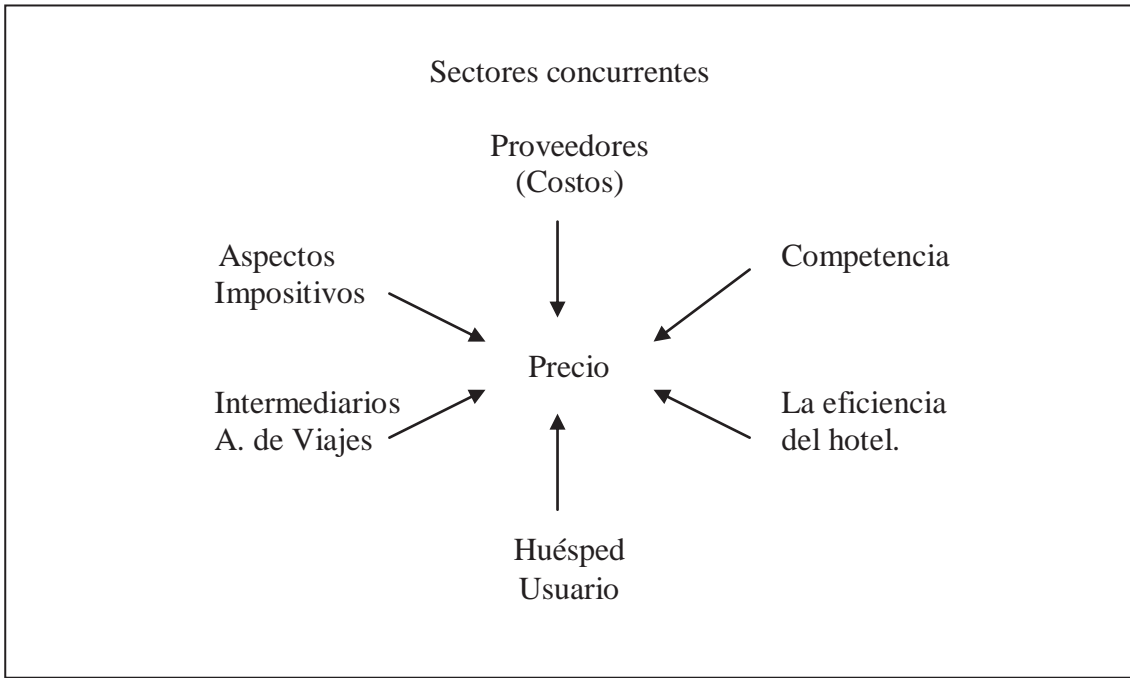 Sectores concurrentes
Proveedores
(Costos)
Aspectos
Impositivos
Competencia
Precio
Intermediarios
A. de Viajes
La eficiencia
del hotel.
Huésped
Usuario